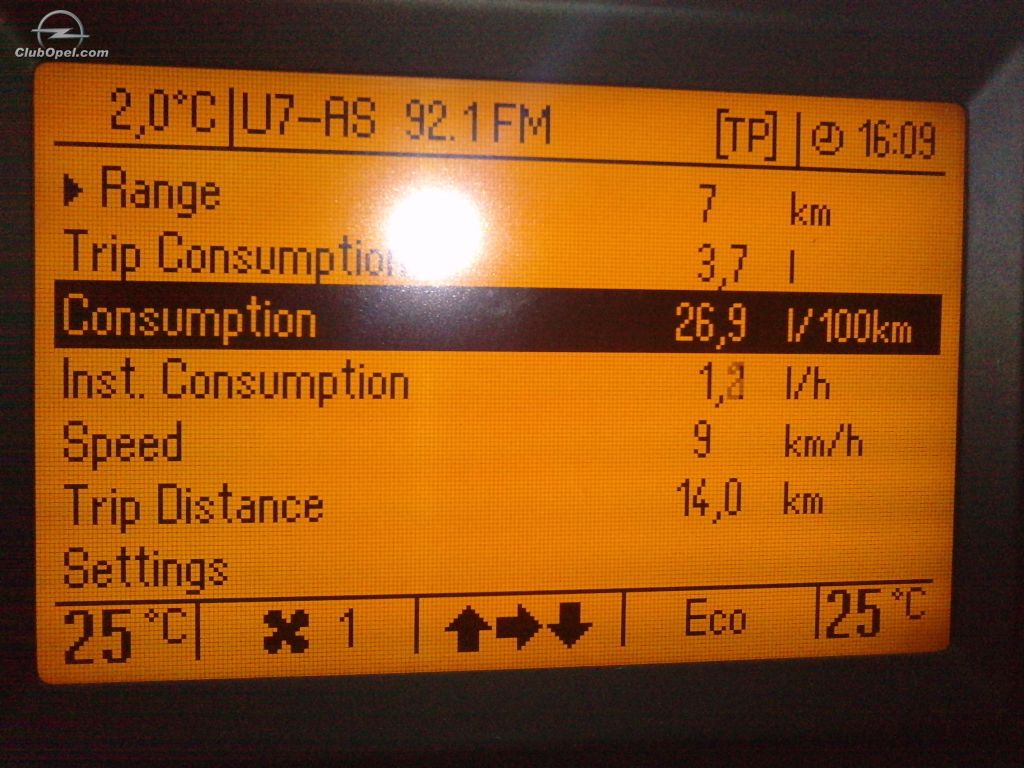 ClubOpel.com
2,0°C U7-AS 92.1 FM [TP] 16:09
Range 7 km
Trip Consumption 3,7 l
Consumption 26,9 l/100km
Inst. Consumption l/h
Speed 9 km/h
Trip Distance 14,0 km
Settings
25 °C 1 Eco 25 °C